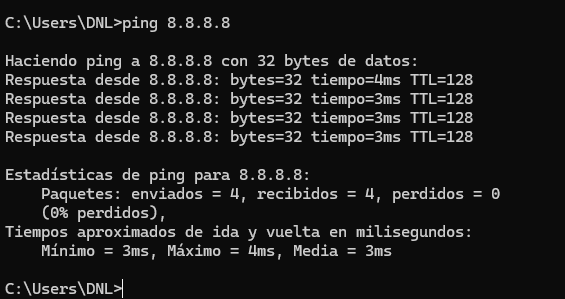 C:\Users\DNL>ping 8.8.8.8
Haciendo ping a 8.8.8.8 con 32 bytes de datos:
Respuesta desde 8.8.8.8: bytes=32 tiempo=4ms TTL=128
Respuesta desde 8.8.8.8: bytes=32 tiempo=3ms TTL=128
Respuesta desde 8.8.8.8: bytes=32 tiempo=3ms TTL=128
Respuesta desde 8.8.8.8: bytes=32 tiempo=3ms TTL=128
Estadísticas de ping para 8.8.8.8:
Paquetes: enviados = 4, recibidos = 4, perdidos = 0
(0% perdidos),
Tiempos aproximados de ida y vuelta en milisegundos:
Mínimo = 3ms, Máximo = 4ms, Media = 3ms
C:\Users\DNL>